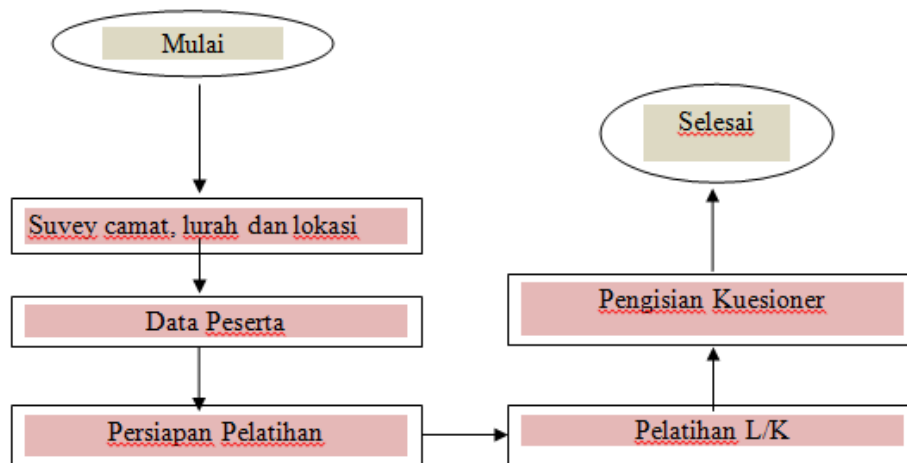 Mulai
Suvey camat, lurah dan lokasi
Data Peserta
Persiapan Pelatihan
Pelatihan L/K
Pengisian Kuesioner
Selesai